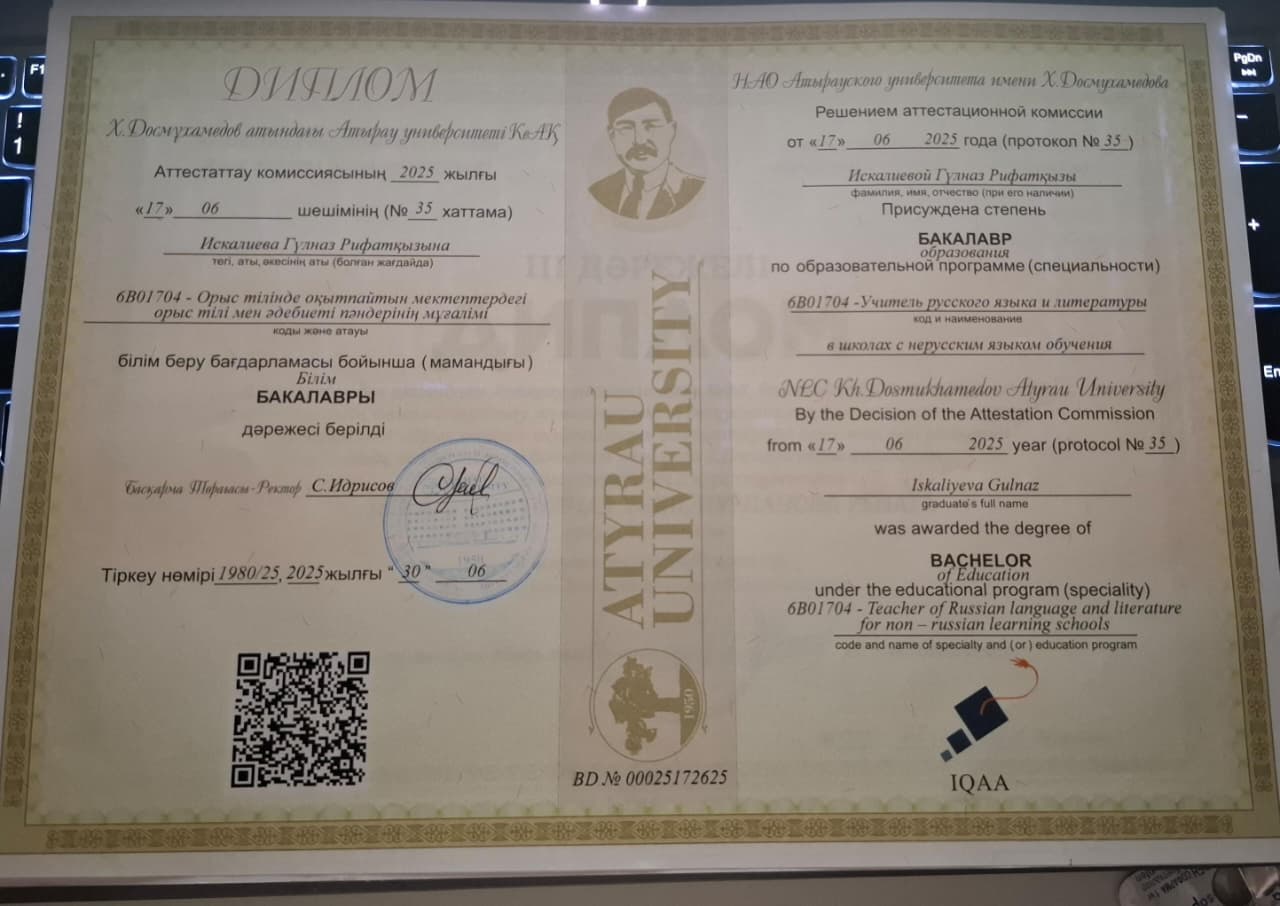 ДИПЛОМ
Х.Досмұхамедов атындағы Атырау университеті КеАҚ
Аттестаттау комиссиясының 2025 жылғы
«17» 06 шешімінің (№ 35 хаттама)
Искалиева Гүлназ Рифатқызына
тегі, аты, әкесінің аты (болған жағдайда)
6В01704 - Орыс тілінде оқытпайтын мектептердегі
орыс тілі мен әдебиеті пәндерінің мұғалімі
коды және атауы
білім беру бағдарламасы бойынша (мамандығы)
Білім
БАКАЛАВРЫ
дәрежесі берілді
Басқарма Төрағасы-Ректор С.Идрисов
1950
Тіркеу нөмірі 1980/25, 2025 жылғы "30" 06
ATYRAU
UNIVERSITY
1950
BD № 00025172625
НАО Атырауского университета имени Х.Досмухамедова
Решением аттестационной комиссии
от «17» 06 2025 года (протокол № 35)
Искалиевой Гүлназ Рифатқызы
фамилия, имя, отчество (при его наличии)
Присуждена степень
БАКАЛАВР
образования
по образовательной программе (специальности)
6В01704 -Учитель русского языка и литературы
код и наименование
в школах с нерусским языком обучения
NLC Kh.Dosmukhamedov Atyrau University
By the Decision of the Attestation Commission
from «17» 06 2025 year (protocol № 35)
Iskaliyeva Gulnaz
graduate's full name
was awarded the degree of
BACHELOR
of Education
under the educational program (speciality)
6B01704 - Teacher of Russian language and literature
for non – russian learning schools
code and name of specialty and (or) education program
IQAA
F1
!
1
PgDn